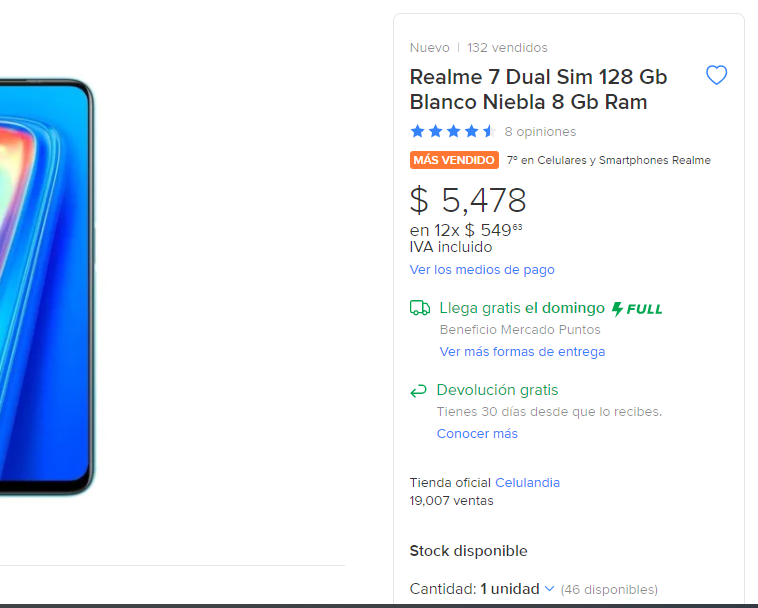 Nuevo | 132 vendidos
Realme 7 Dual Sim 128 Gb
Blanco Niebla 8 Gb Ram
8 opiniones
MÁS VENDIDO 7º en Celulares y Smartphones Realme
$ 5,478
en 12x $ 549⁶³
IVA incluido
Ver los medios de pago
Llega gratis el domingo FULL
Beneficio Mercado Puntos
Ver más formas de entrega
Devolución gratis
Tienes 30 días desde que lo recibes.
Conocer más
Tienda oficial Celulandia
19,007 ventas
Stock disponible
Cantidad: 1 unidad (46 disponibles)